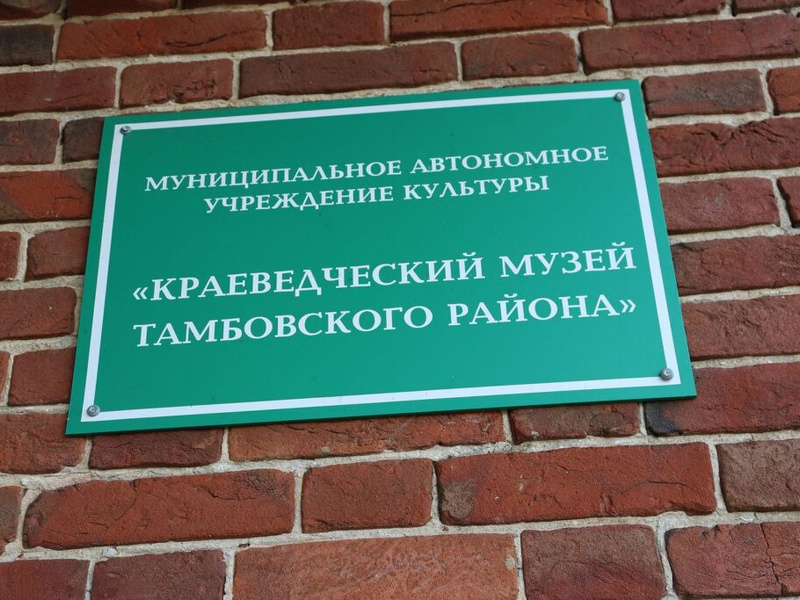 МУНИЦИПАЛЬНОЕ АВТОНОМНОЕ
УЧРЕЖДЕНИЕ КУЛЬТУРЫ
«КРАЕВЕДЧЕСКИЙ МУЗЕЙ
ТАМБОВСКОГО РАЙОНА»